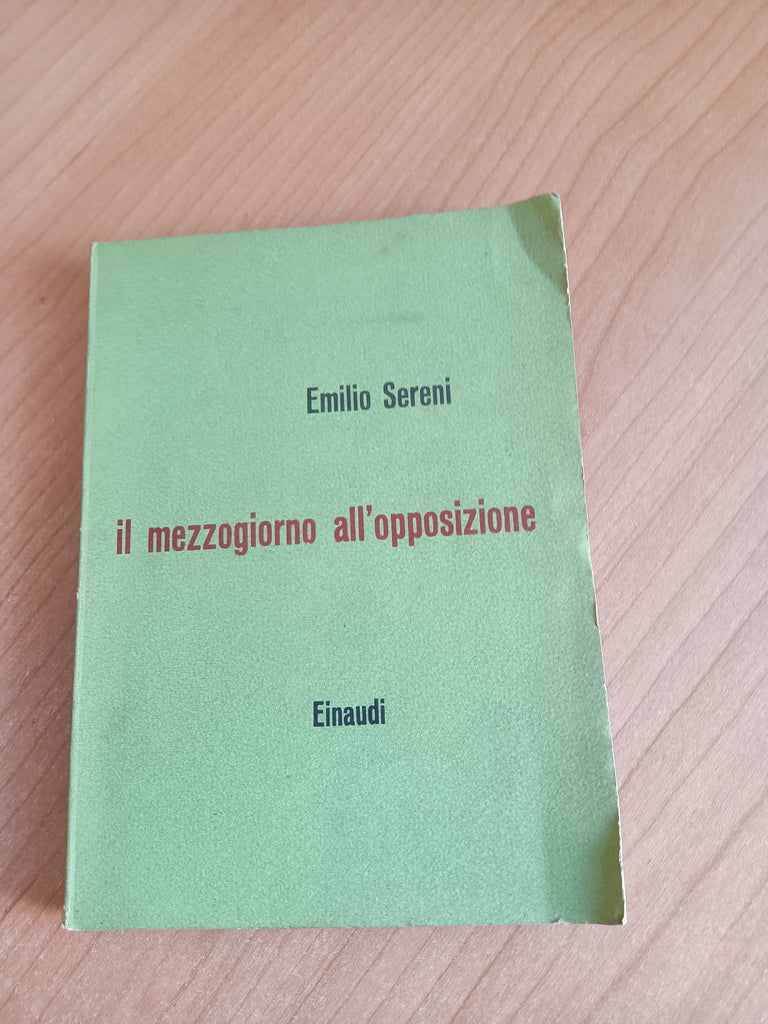 Emilio Sereni
il mezzogiorno all'opposizione
Einaudi